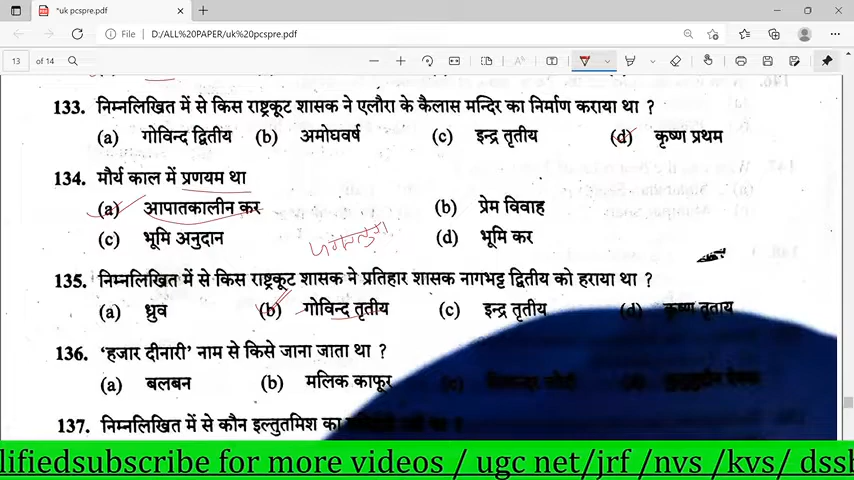 *uk pcspre.pdf
File | D:/ALL%20PAPER/uk%20pcspre.pdf
13 of 14
133. निम्नलिखित में से किस राष्ट्रकूट शासक ने एलौरा के कैलास मन्दिर का निर्माण कराया था ?
(a) गोविन्द द्वितीय (b) अमोघवर्ष (c) इन्द्र तृतीय (d) कृष्ण प्रथम
134. मौर्य काल में प्रणयम था
(a) आपातकालीन कर (b) प्रेम विवाह
(c) भूमि अनुदान (d) भूमि कर
135. निम्नलिखित में से किस राष्ट्रकूट शासक ने प्रतिहार शासक नागभट्ट द्वितीय को हराया था ?
(a) ध्रुव (b) गोविन्द तृतीय (c) इन्द्र तृतीय (d) कृष्ण तृतीय
136. 'हजार दीनारी' नाम से किसे जाना जाता था ?
(a) बलबन (b) मलिक काफूर (c)
137. निम्नलिखित में से कौन इल्तुतमिश का
lifiedsubscribe for more videos / ugc net/jrf /nvs /kvs/ dssb